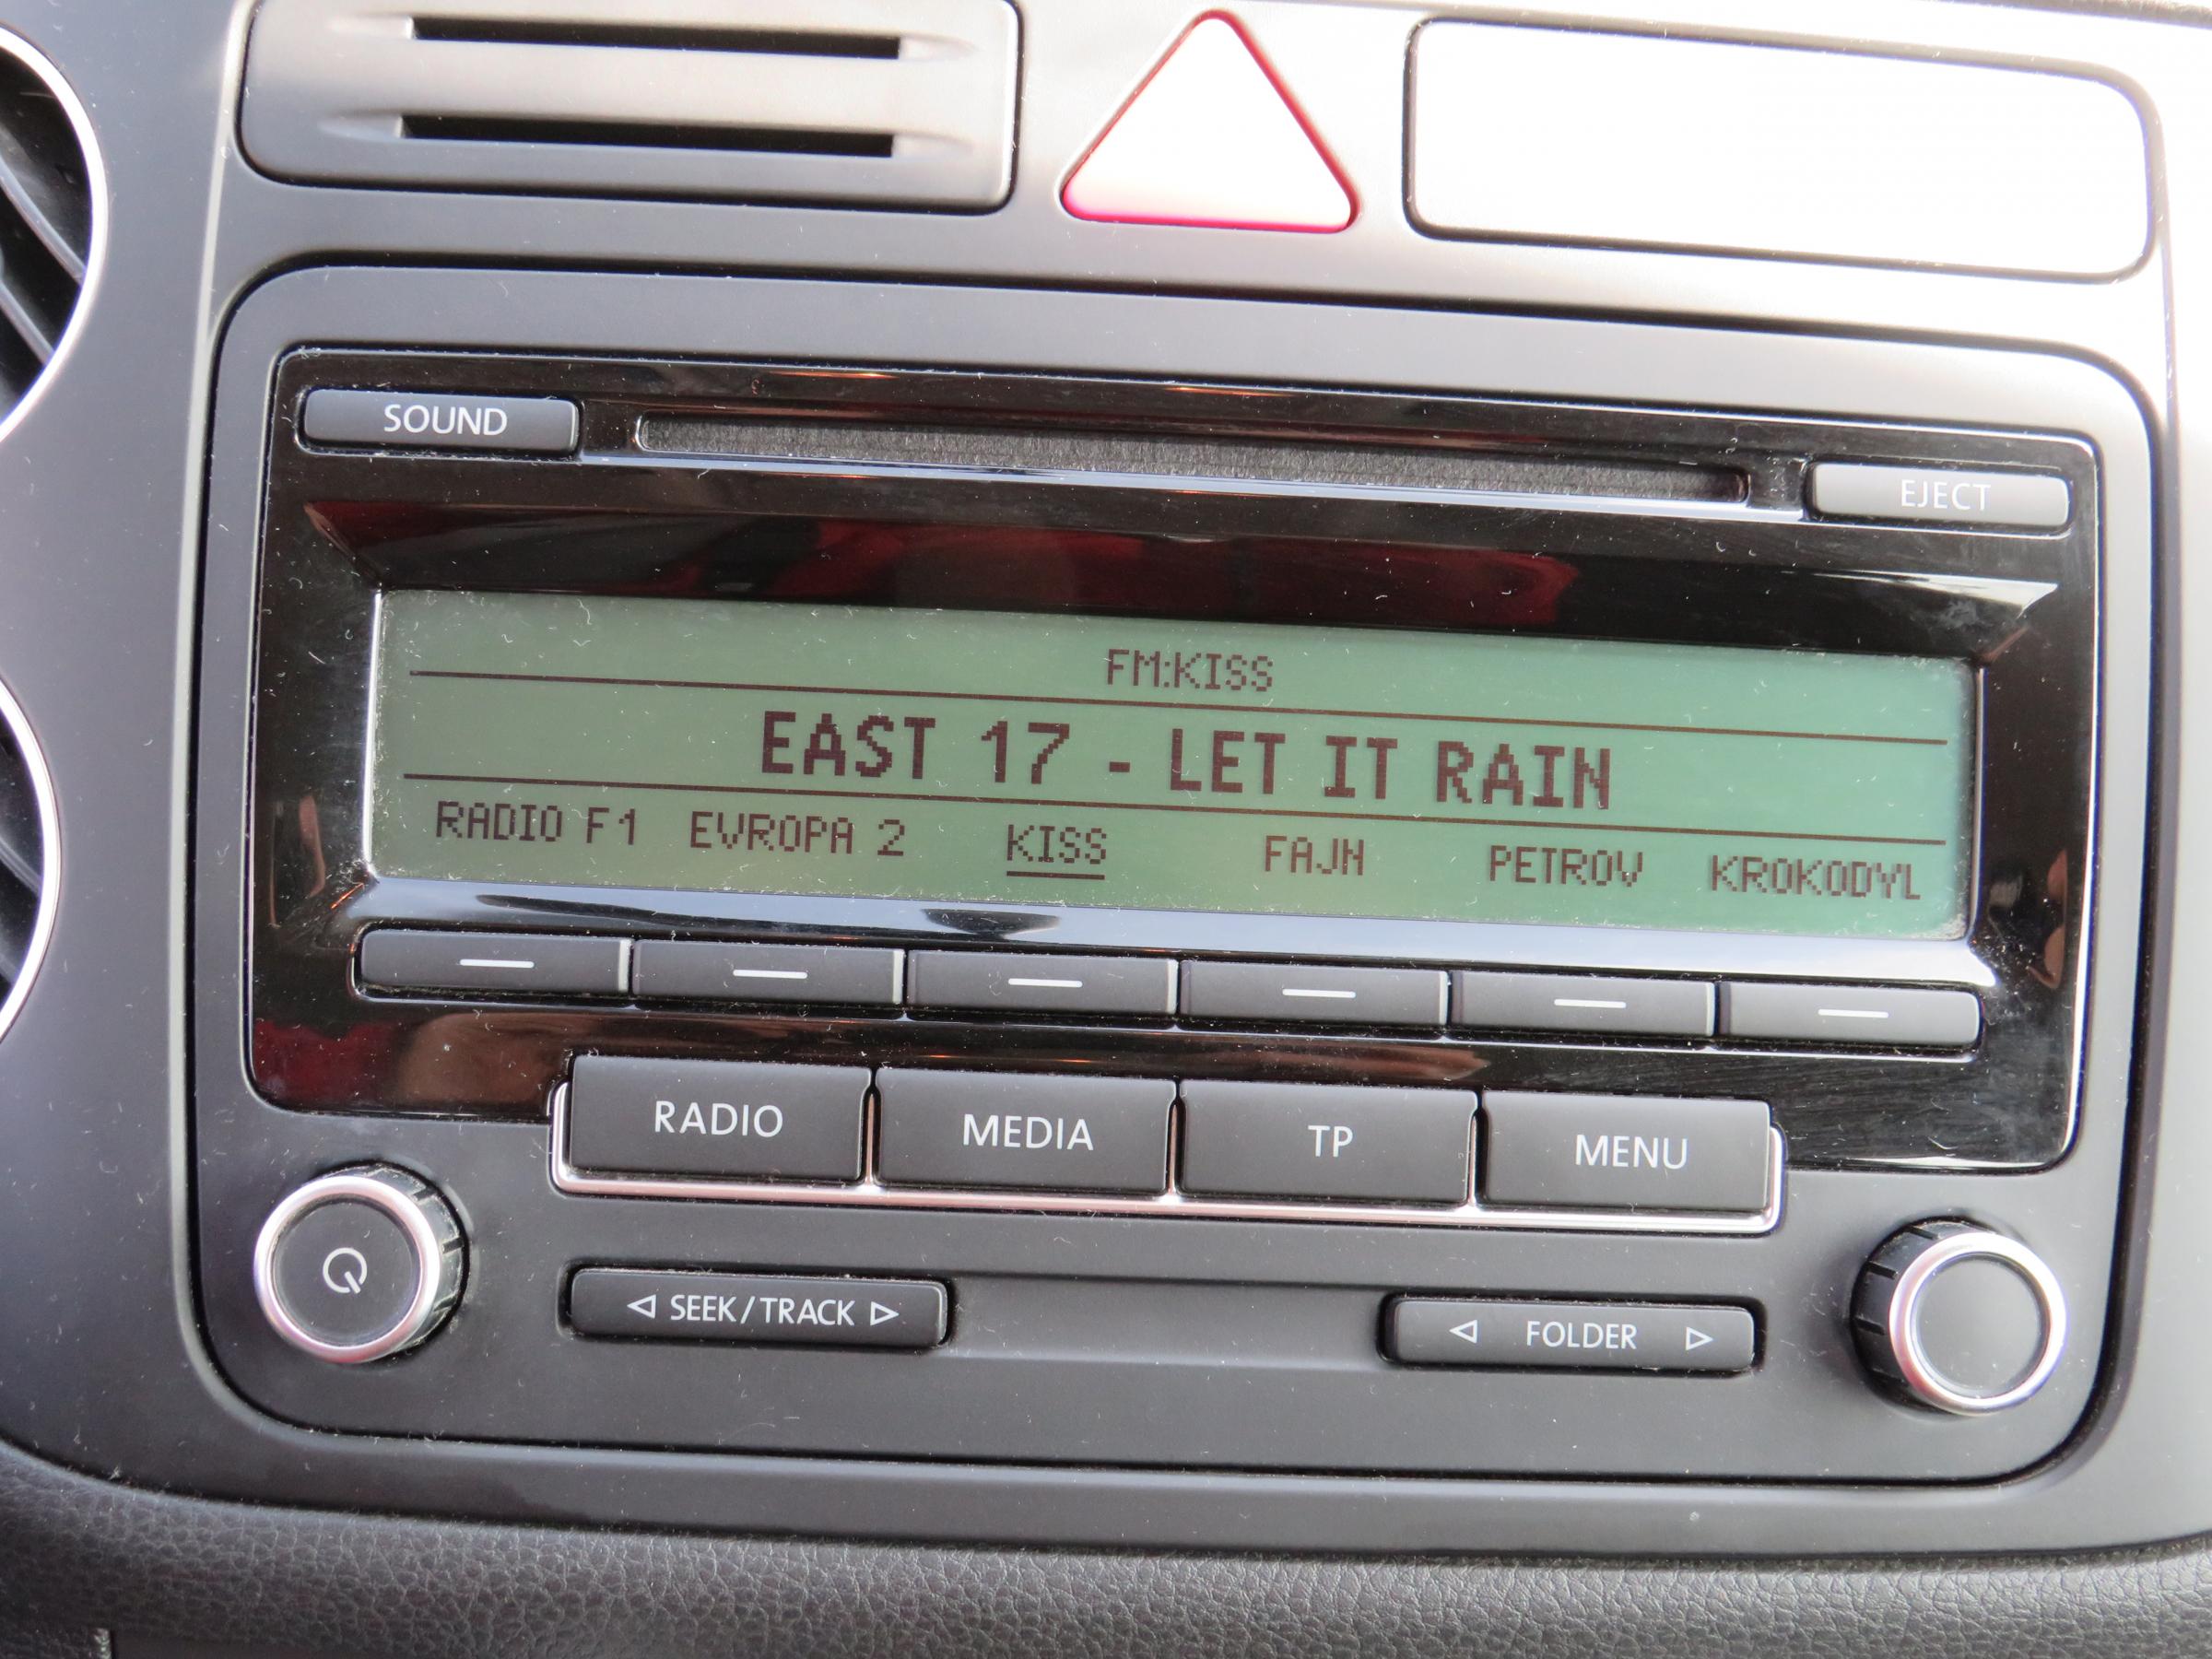 SOUND
EJECT
FM:KISS
EAST 17 - LET IT RAIN
RADIO F1 EVROPA 2 KISS FAJN PETROV KROKODYL
RADIO MEDIA TP MENU
SEEK/TRACK FOLDER